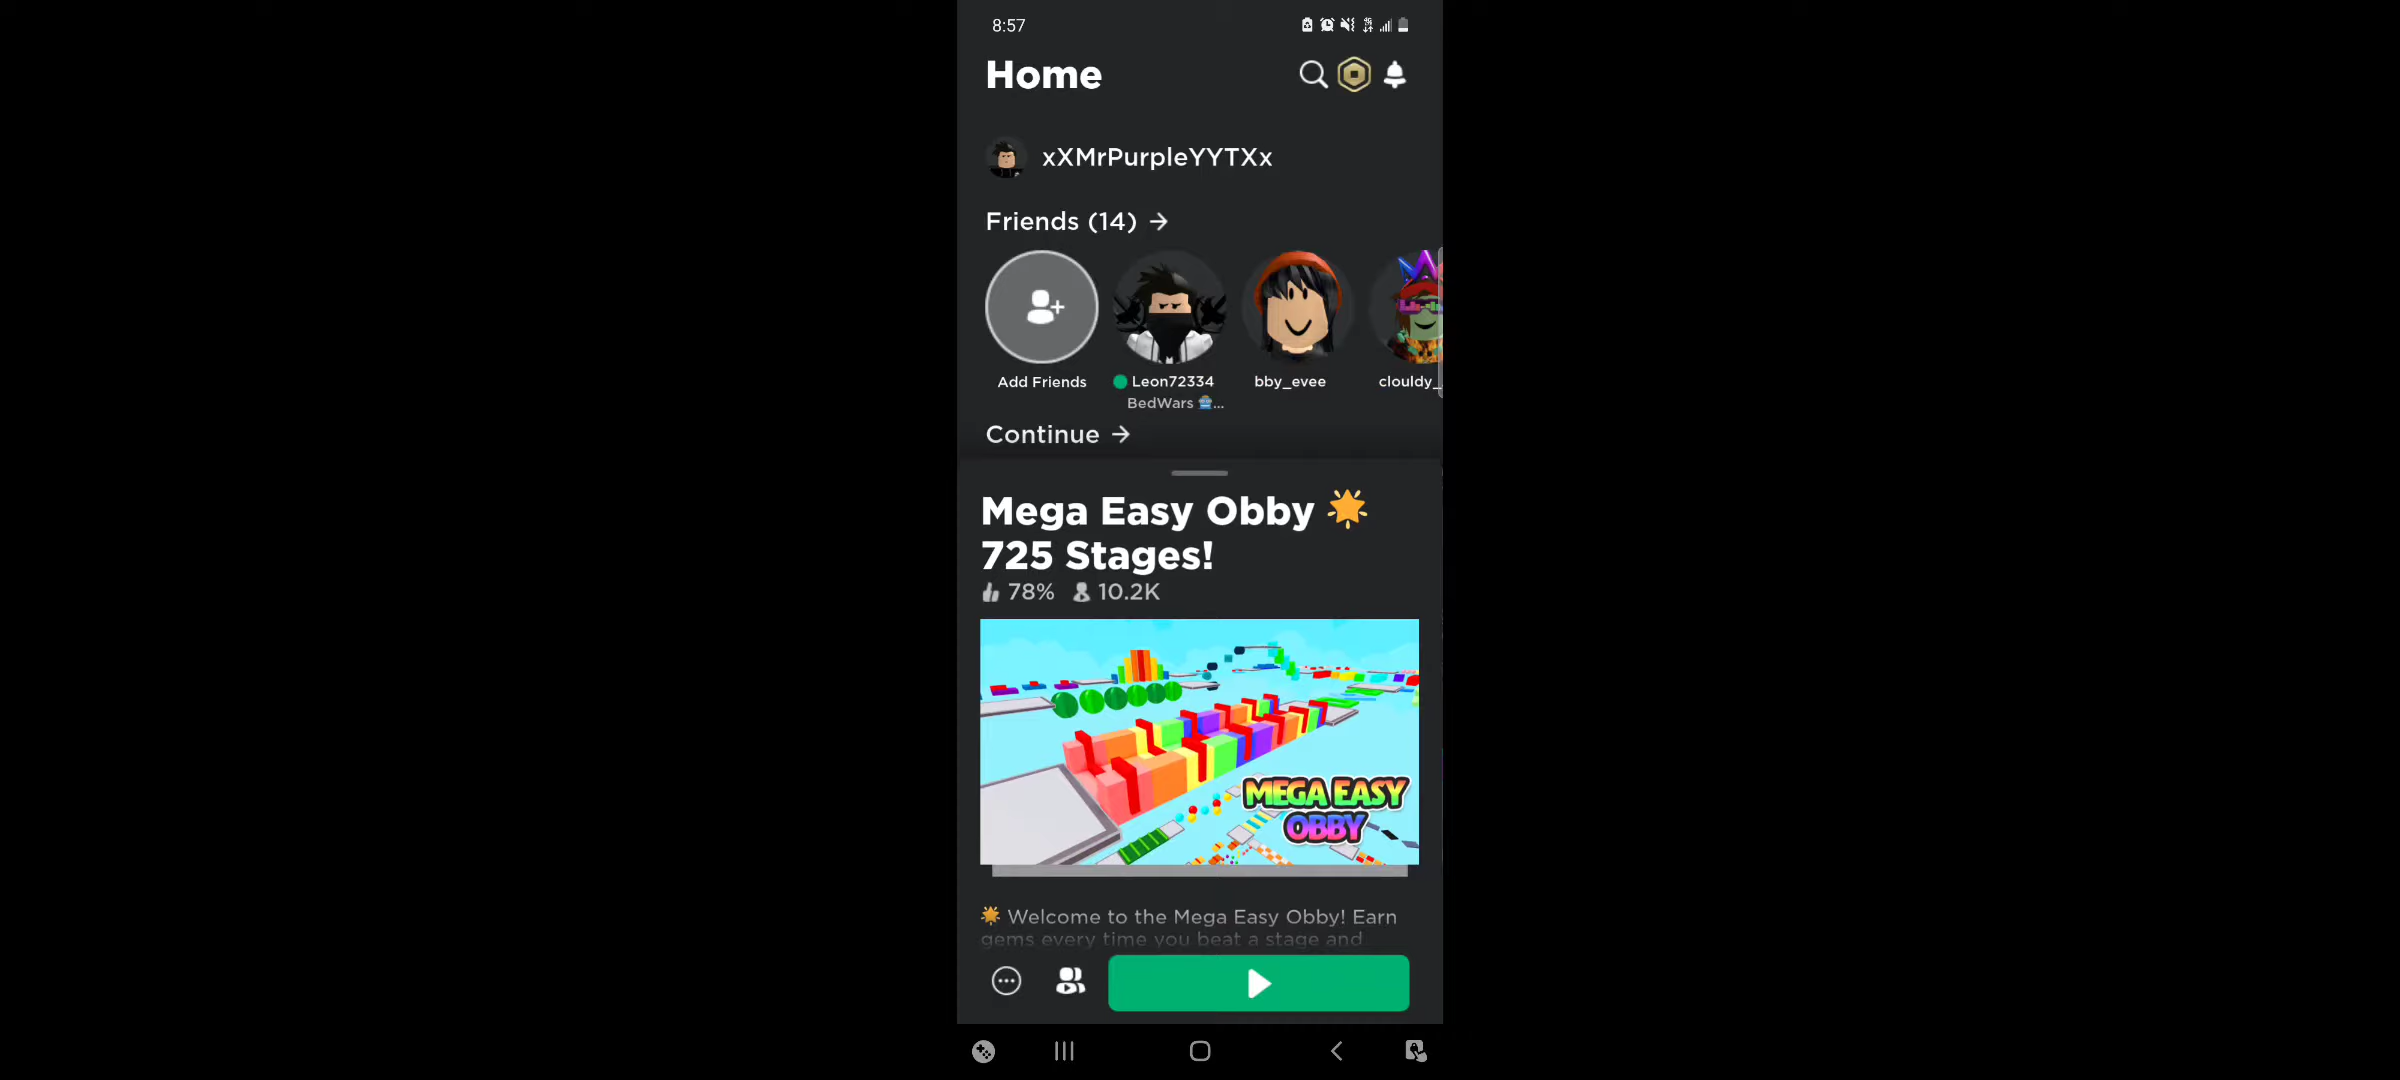 8:57
Home
xXMrPurpleYYTXx
Friends (14)
Add Friends
Leon72334
bby_evee
clouldy_
BedWars 🤖...
Continue
Mega Easy Obby 🌟
725 Stages!
78% 10.2K
MEGA EASY
OBBY
🌟 Welcome to the Mega Easy Obby! Earn
gems every time you beat a stage and